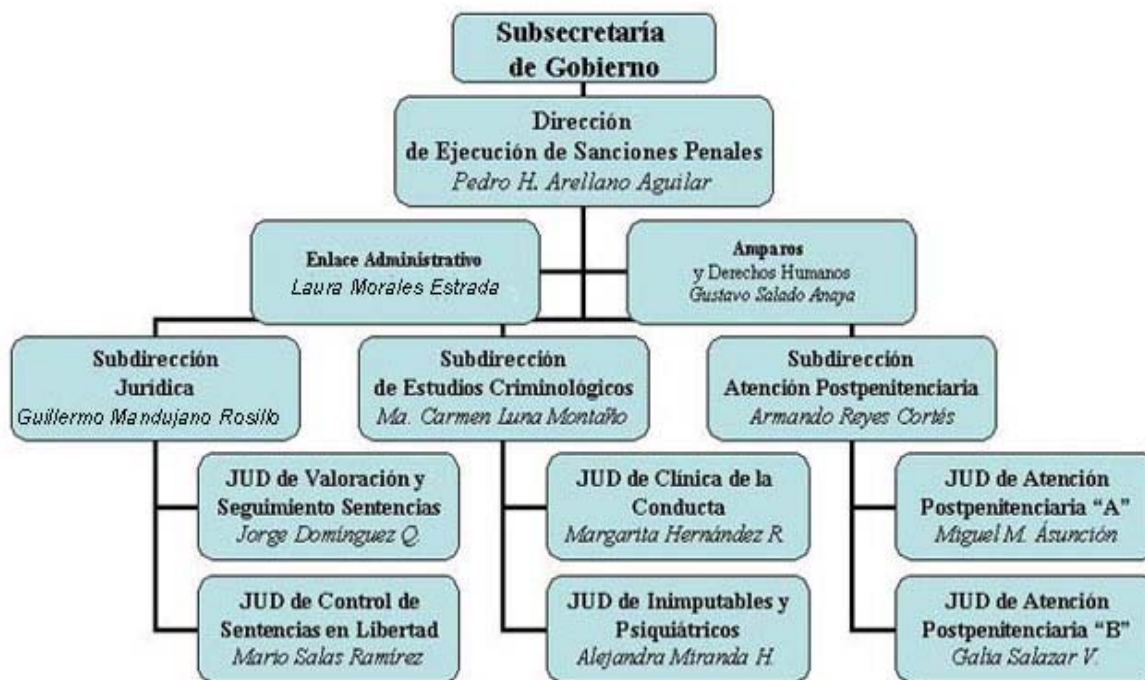 Subsecretaría
de Gobierno
Dirección
de Ejecución de Sanciones Penales
Pedro H. Arellano Aguilar
Enlace Administrativo
Laura Morales Estrada
Amparos
y Derechos Humanos
Gustavo Salado Anaya
Subdirección
Jurídica
Guillermo Mandujano Rosillo
Subdirección
de Estudios Criminológicos
Ma. Carmen Luna Montaño
Subdirección
Atención Postpenitenciaria
Armando Reyes Cortés
JUD de Valoración y
Seguimiento Sentencias
Jorge Domínguez Q.
JUD de Clínica de la
Conducta
Margarita Hernández R.
JUD de Atención
Postpenitenciaria “A”
Miguel M. Ásunción
JUD de Control de
Sentencias en Libertad
Mario Salas Ramírez
JUD de Inimputables y
Psiquiátricos
Alejandra Miranda H.
JUD de Atención
Postpenitenciaria “B”
Galia Salazar V.